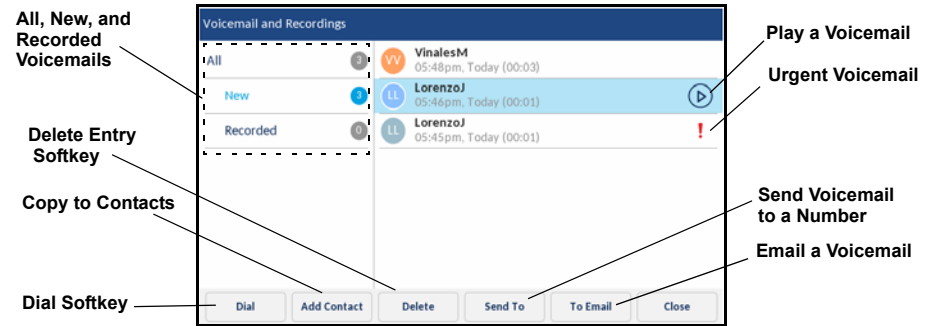 All, New, and
Recorded
Voicemails
Delete Entry
Softkey
Copy to Contacts
Dial Softkey
Voicemail and Recordings
All 3
New 3
Recorded 0
VV VinalesM
05:48pm, Today (00:03)
LL LorenzoJ
05:46pm, Today (00:01)
LL LorenzoJ
05:45pm, Today (00:01) !
Dial Add Contact Delete Send To To Email Close
Play a Voicemail
Urgent Voicemail
Send Voicemail
to a Number
Email a Voicemail